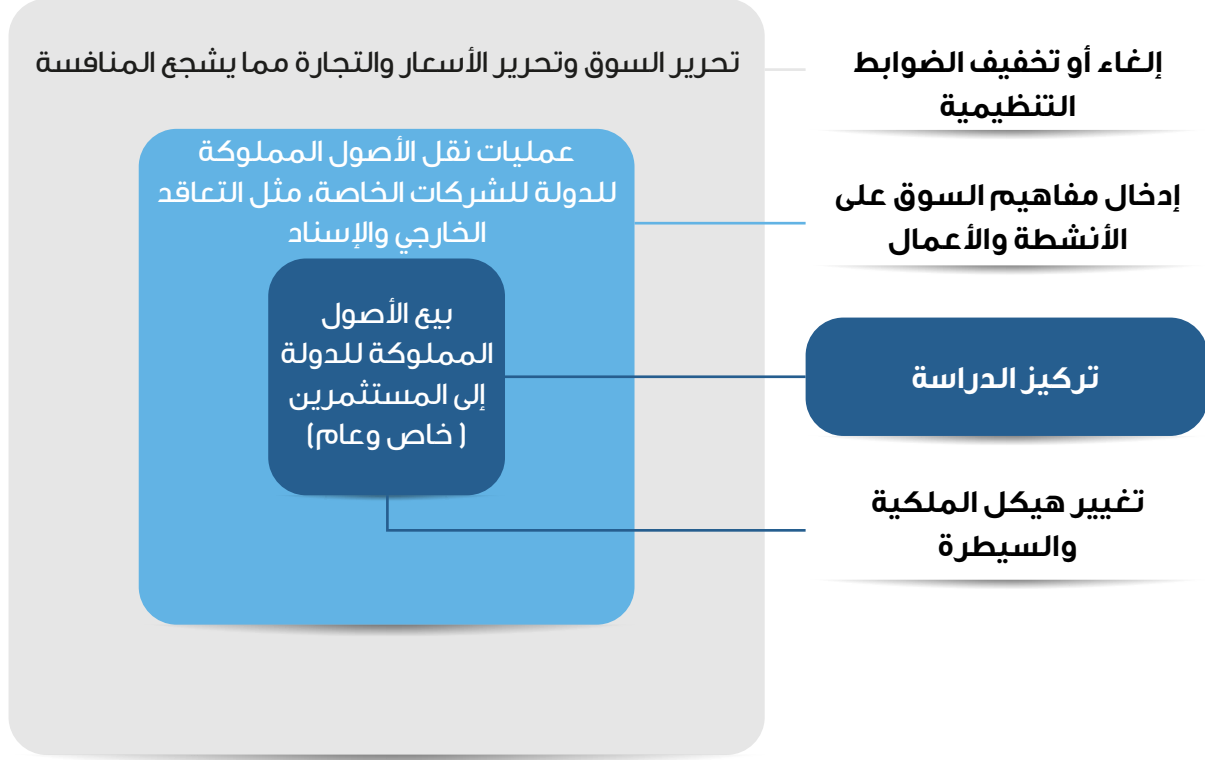 إلغاء أو تخفيف الضوابط
التنظيمية
تحرير السوق وتحرير الأسعار والتجارة مما يشجع المنافسة
إدخال مفاهيم السوق على
الأنشطة والأعمال
عمليات نقل الأصول المملوكة
للدولة للشركات الخاصة، مثل التعاقد
الخارجي والإسناد
تركيز الدراسة
بيع الأصول
المملوكة للدولة
إلى المستثمرين
(خاص وعام)
تغيير هيكل الملكية
والسيطرة